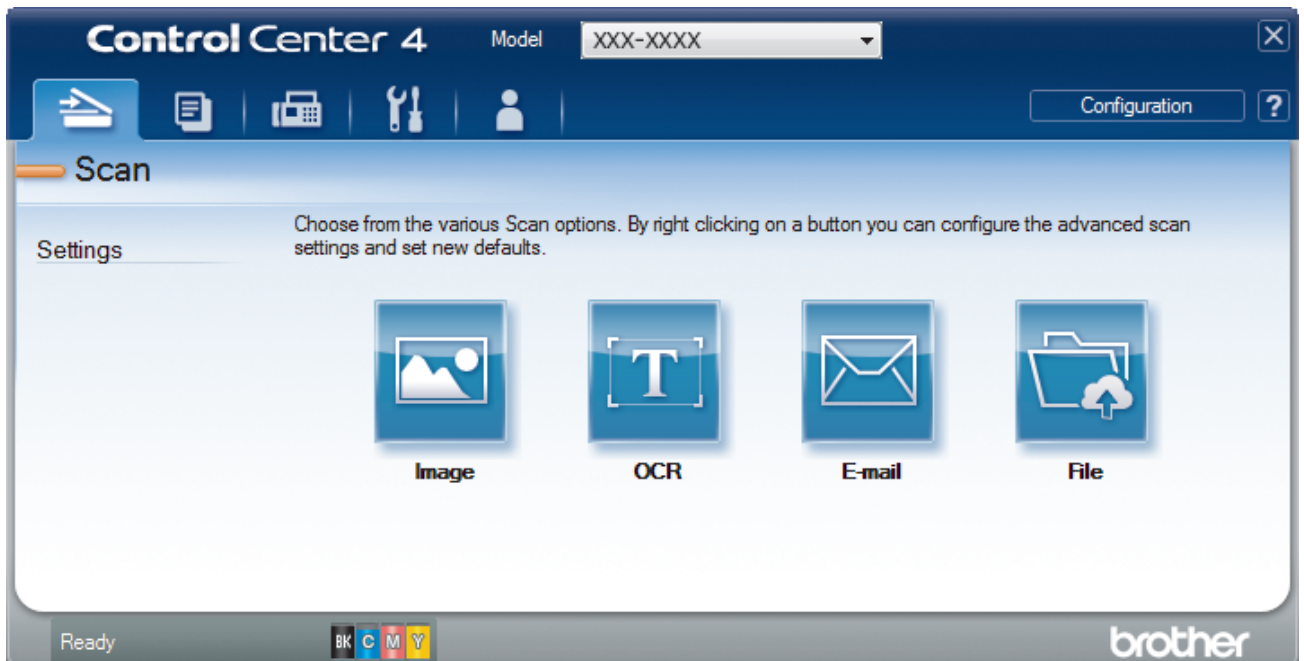 Control Center 4
Model
XXX-XXXX
Configuration
?
Scan
Settings
Choose from the various Scan options. By right clicking on a button you can configure the advanced scan
settings and set new defaults.
T
Image
OCR
E-mail
File
Ready
BK C M Y
brother